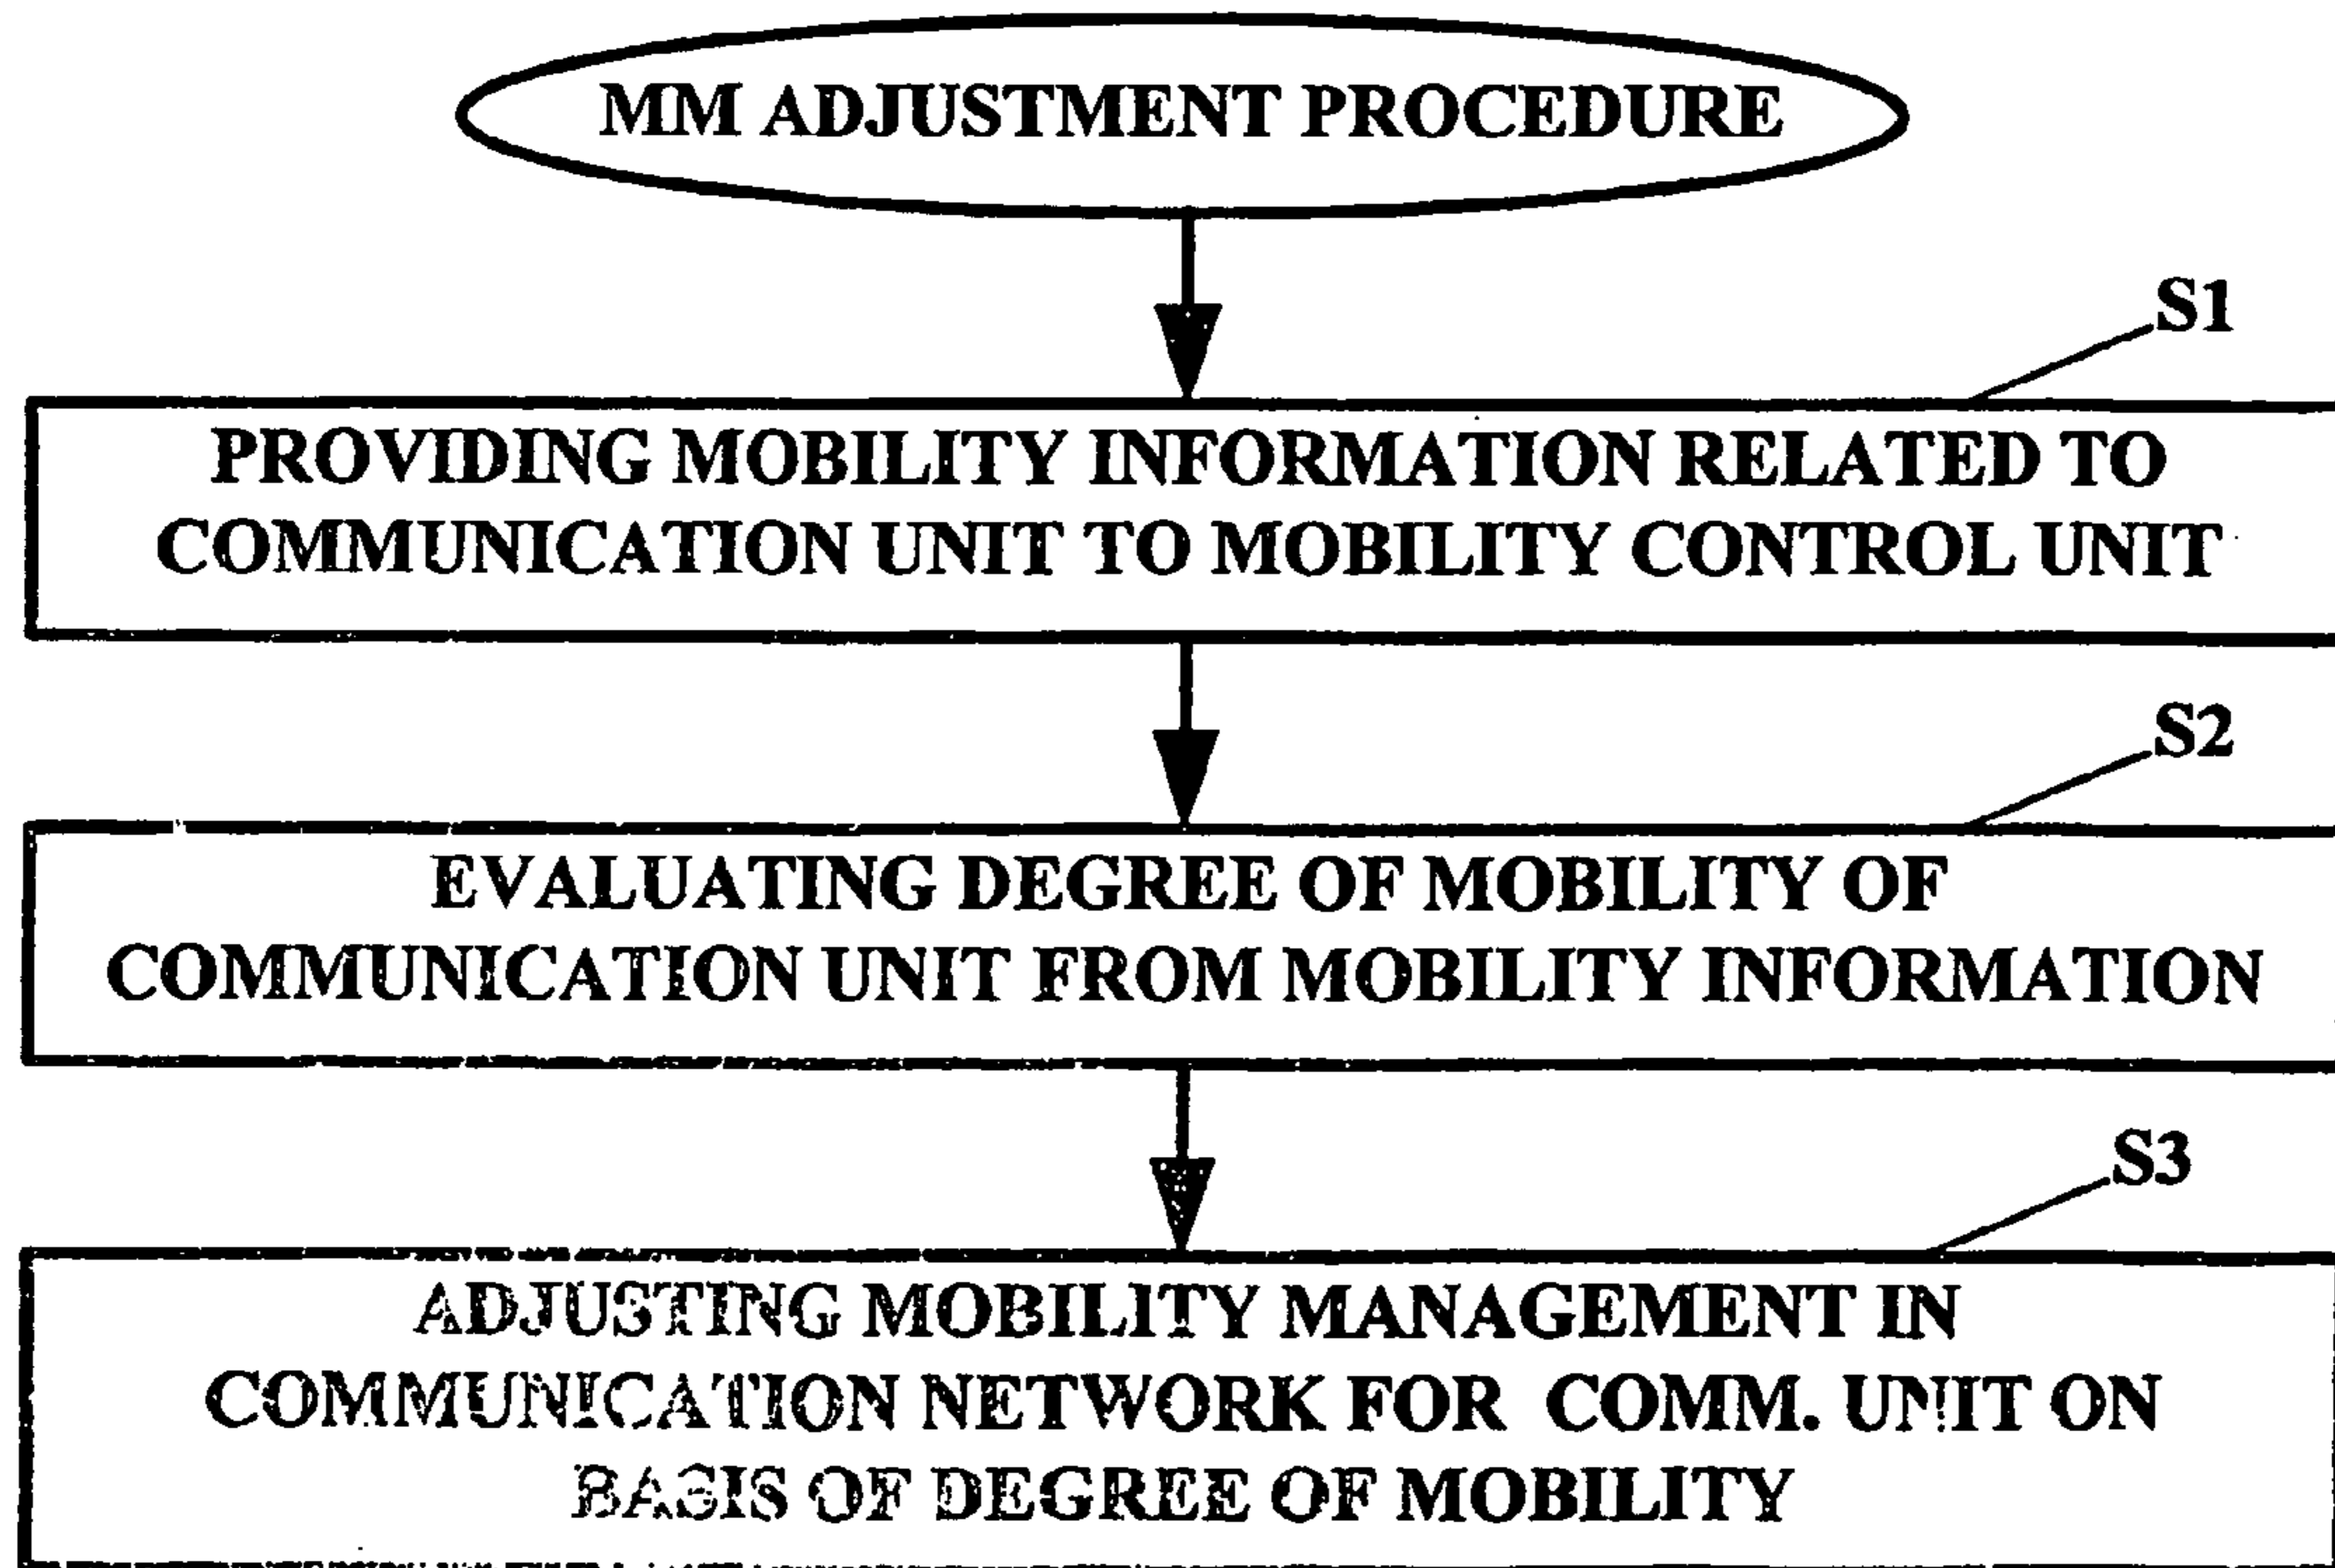 MM ADJUSTMENT PROCEDURE
S1
PROVIDING MOBILITY INFORMATION RELATED TO
COMMUNICATION UNIT TO MOBILITY CONTROL UNIT
S2
EVALUATING DEGREE OF MOBILITY OF
COMMUNICATION UNIT FROM MOBILITY INFORMATION
S3
ADJUSTING MOBILITY MANAGEMENT IN
COMMUNICATION NETWORK FOR COMM. UNIT ON
BASIS OF DEGREE OF MOBILITY